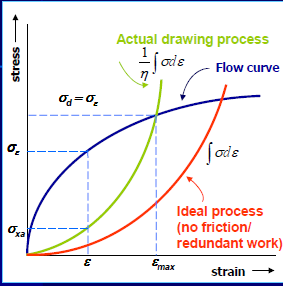 Actual drawing process
1/η ∫σdε
Flow curve
stress
σd = σε
σε
∫σdε
Ideal process
(no friction/
redundant work)
σxa
ε
εmax
strain